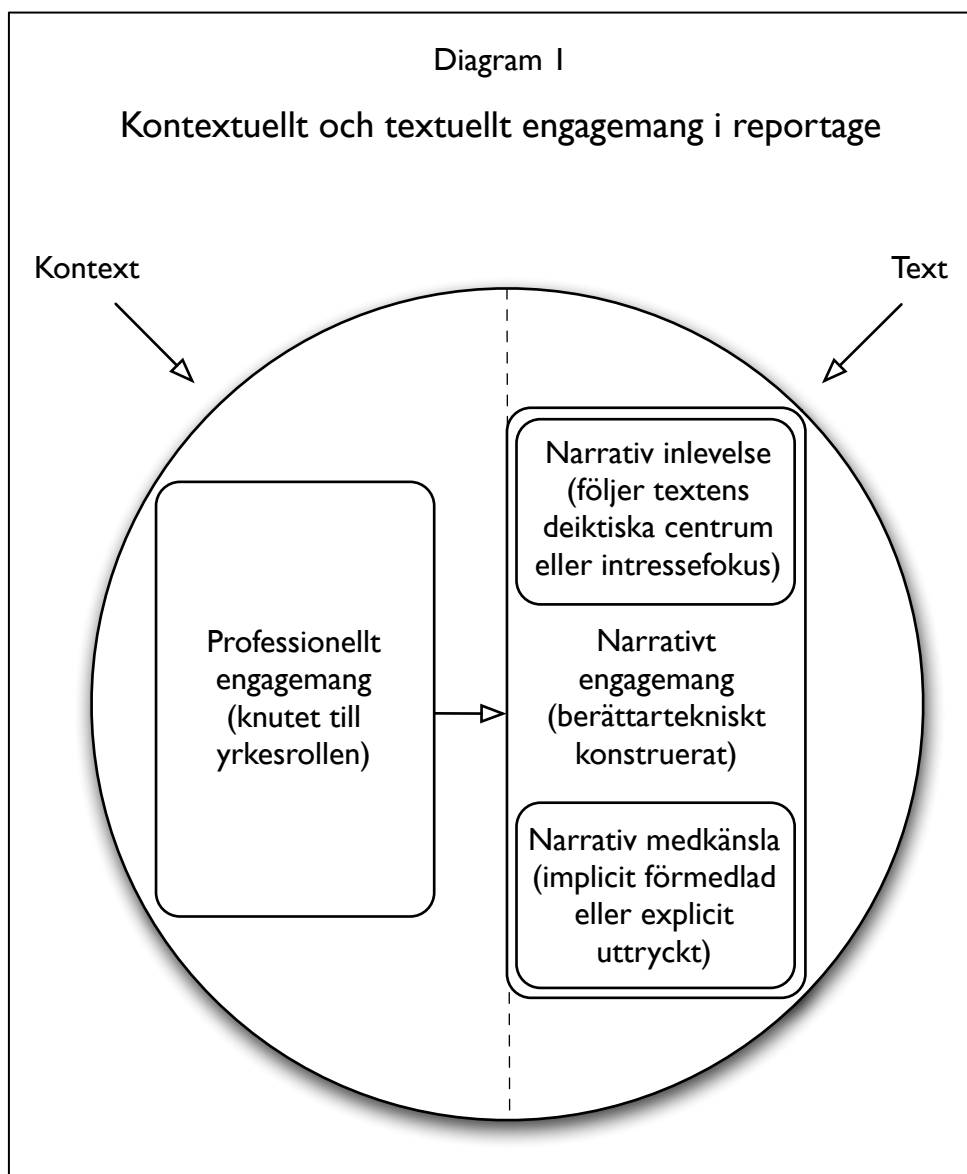 Diagram 1
Kontextuellt och textuellt engagemang i reportage
Kontext
Text
Professionellt
engagemang
(knutet till
yrkesrollen)
Narrativ inlevelse
(följer textens
deiktiska centrum
eller intressefokus)
Narrativt
engagemang
(berättartekniskt
konstruerat)
Narrativ medkänsla
(implicit förmedlad
eller explicit
uttryckt)